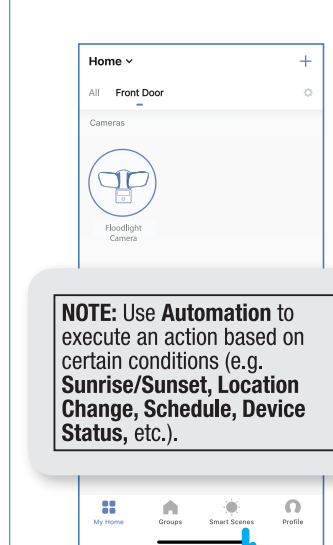 Home
All Front Door
Cameras
Floodlight
Camera
NOTE: Use Automation to
execute an action based on
certain conditions (e.g.
Sunrise/Sunset, Location
Change, Schedule, Device
Status, etc.).
My Home Groups Smart Scenes Profile